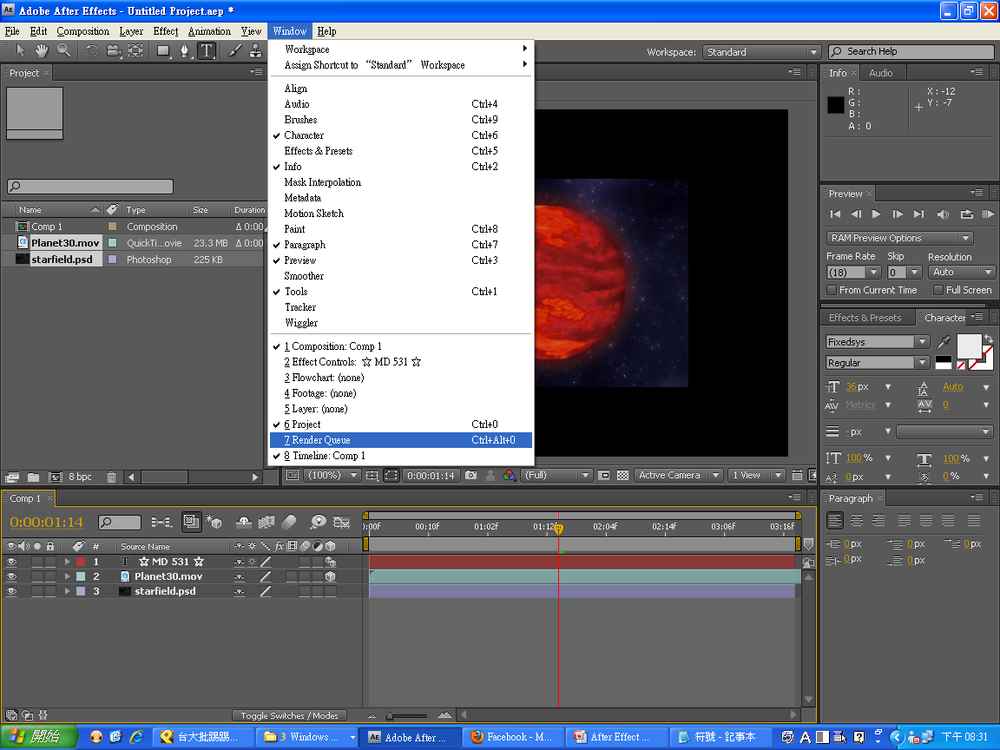 Adobe After Effects - Untitled Project.aep *
File Edit Composition Layer Effect Animation View Window Help
Workspace: Standard
Search Help
Workspace
Assign Shortcut to “Standard” Workspace
Align
Audio Ctrl+4
Brushes Ctrl+9
Character Ctrl+6
Effects & Presets Ctrl+5
Info Ctrl+2
Mask Interpolation
Metadata
Motion Sketch
Paint Ctrl+8
Paragraph Ctrl+7
Preview Ctrl+3
Smoother
Tools Ctrl+1
Tracker
Wiggler
1 Composition: Comp 1
2 Effect Controls: ☆ MD 531 ☆
3 Flowchart: (none)
4 Footage: (none)
5 Layer: (none)
6 Project Ctrl+0
7 Render Queue Ctrl+Alt+0
8 Timeline: Comp 1
Project
Name Type Size Duration
Comp 1 Composition Δ 0:00
Planet30.mov QuickTi...ovie 23.3 MB Δ 0:00
starfield.psd Photoshop 225 KB
8 bpc
(100%) 0:00:01:14 (Full) Active Camera 1 View
Info Audio
R : X : -12
G : Y : -7
B :
A : 0
Preview
RAM Preview Options
Frame Rate Skip Resolution
(18) 0 Auto
From Current Time Full Screen
Effects & Presets Character
Fixedsys
Regular
36 px Auto
Metrics 0
- px
100 % 100 %
0 px 0 %
Paragraph
0 px 0 px 0 px
0 px 0 px
Comp 1
0:00:01:14
):00F 00:10F 01:02F 01:12F 02:04F 02:14F 03:06F 03:16F
# Source Name
1 T ☆ MD 531 ☆
2 Planet30.mov
3 starfield.psd
Toggle Switches / Modes
開始
台大批踢踢...
3 Windows ...
Adobe After ...
Facebook - M...
After Effect ...
符號 - 記事本
下午 08:31